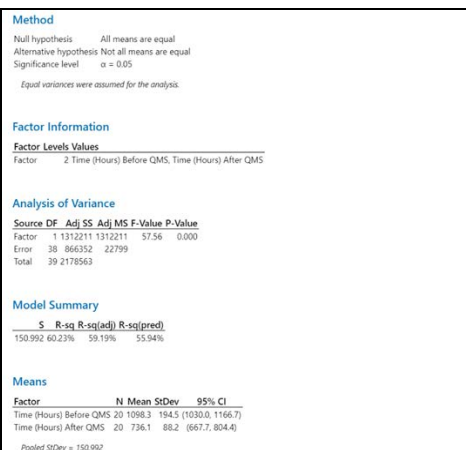 Method
Null hypothesis All means are equal
Alternative hypothesis Not all means are equal
Significance level α = 0.05
Equal variances were assumed for the analysis.
Factor Information
Factor Levels Values
Factor 2 Time (Hours) Before QMS, Time (Hours) After QMS
Analysis of Variance
Source DF Adj SS Adj MS F-Value P-Value
Factor 1 1312211 1312211 57.56 0.000
Error 38 866352 22799
Total 39 2178563
Model Summary
S R-sq R-sq(adj) R-sq(pred)
150.992 60.23% 59.19% 55.94%
Means
Factor N Mean StDev 95% CI
Time (Hours) Before QMS 20 1098.3 194.5 (1030.0, 1166.7)
Time (Hours) After QMS 20 736.1 88.2 (667.7, 804.4)
Pooled StDev = 150.992